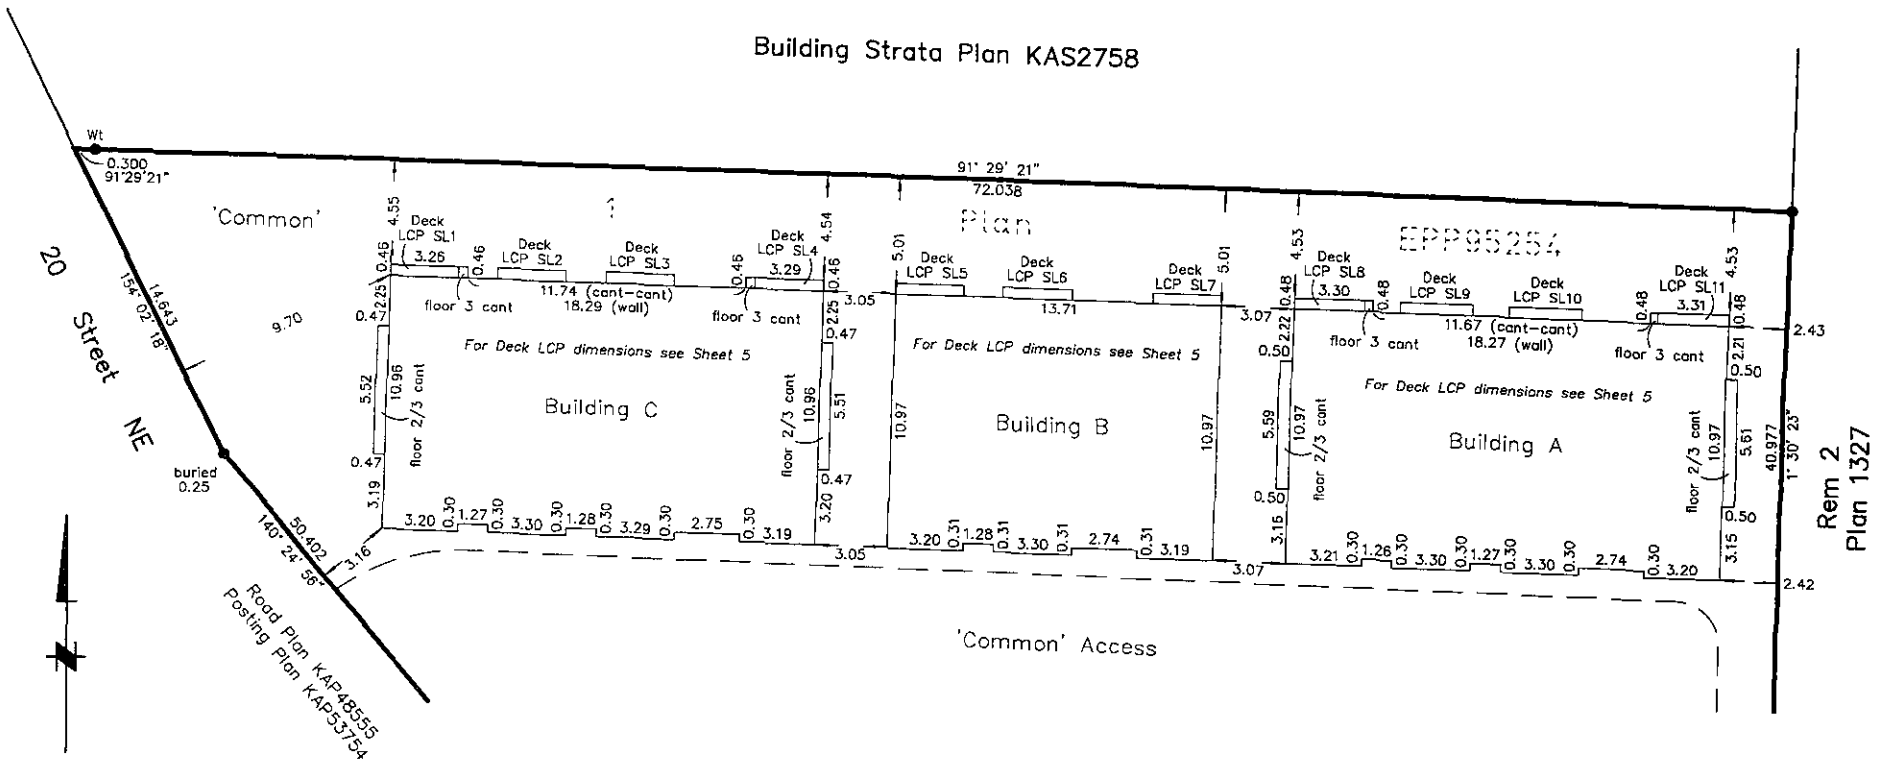 Building Strata Plan KAS2758
Wt
0.300
91°29'21"
91° 29' 21"
72.038
'Common'
1
Plan
EPP95254
20
Street
NE
14.643
154° 02' 18"
9.70
buried
0.25
50.402
140° 24' 56"
3.16
Road Plan KAP48555
Posting Plan KAP53754
4.55
0.46
Deck
LCP SL1
3.26
0.46
Deck
LCP SL2
Deck
LCP SL3
Deck
LCP SL4
0.46
3.29
4.54
0.46
2.25
0.47
floor 3 cant
11.74 (cant-cant)
18.29 (wall)
floor 3 cant
2.25
0.47
For Deck LCP dimensions see Sheet 5
5.52
10.96
floor 2/3 cant
Building C
floor 2/3 cant
10.96
5.51
0.47
0.47
3.19
3.20
3.20
0.30
1.27
0.30
3.30
0.30
1.28
0.30
3.29
0.30
2.75
0.30
3.19
3.05
3.05
5.01
Deck
LCP SL5
Deck
LCP SL6
Deck
LCP SL7
5.01
13.71
For Deck LCP dimensions see Sheet 5
10.97
Building B
10.97
3.20
0.31
1.28
0.31
3.30
0.31
2.74
0.31
3.19
3.07
3.07
4.53
0.48
Deck
LCP SL8
3.30
0.48
Deck
LCP SL9
Deck
LCP SL10
Deck
LCP SL11
0.48
3.31
4.53
0.48
2.22
0.50
floor 3 cant
11.67 (cant-cant)
18.27 (wall)
floor 3 cant
2.21
0.50
2.43
For Deck LCP dimensions see Sheet 5
5.59
10.97
floor 2/3 cant
Building A
floor 2/3 cant
10.97
5.61
0.50
0.50
3.16
3.15
3.21
0.30
1.26
0.30
3.30
0.30
1.27
0.30
3.30
0.30
2.74
0.30
3.20
2.42
40.977
1° 30' 23"
Rem 2
Plan 1327
'Common' Access